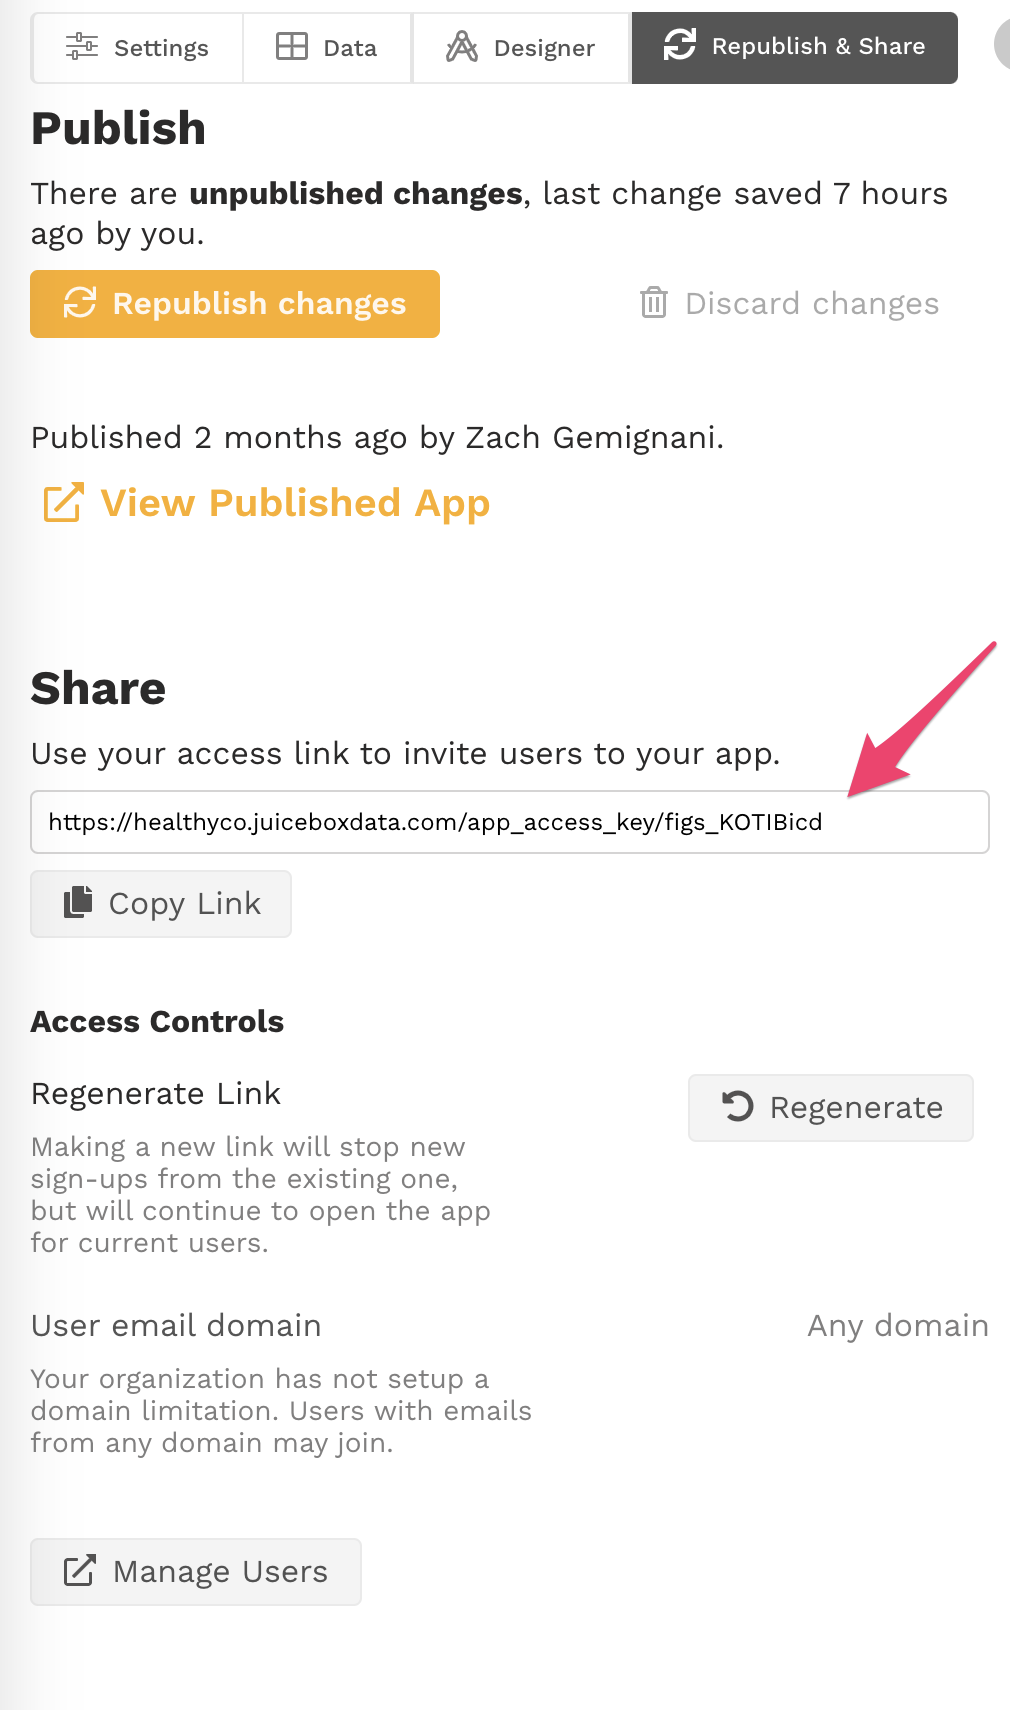 Settings Data Designer Republish & Share
Publish
There are unpublished changes, last change saved 7 hours
ago by you.
Republish changes Discard changes
Published 2 months ago by Zach Gemignani.
View Published App
Share
Use your access link to invite users to your app.
https://healthyco.juiceboxdata.com/app_access_key/figs_KOTIBicd
Copy Link
Access Controls
Regenerate Link Regenerate
Making a new link will stop new
sign-ups from the existing one,
but will continue to open the app
for current users.
User email domain Any domain
Your organization has not setup a
domain limitation. Users with emails
from any domain may join.
Manage Users